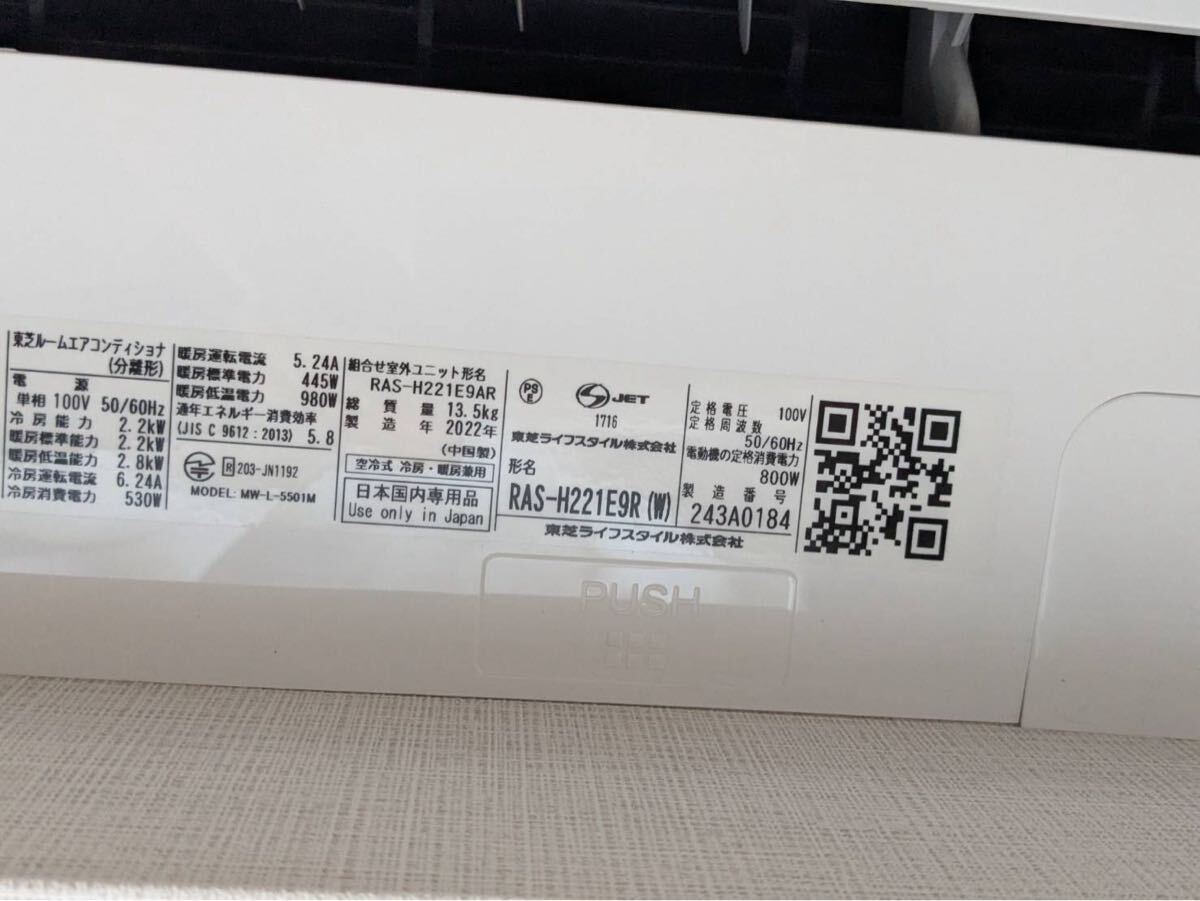 東芝ルームエアコンディショナ
(分離形)
電 源
単相 100V 50/60Hz
冷房能力 2.2kW
暖房標準能力 2.2kW
暖房低温能力 2.8kW
冷房運転電流 6.24A
冷房消費電力 530W
暖房運転電流 5.24A
暖房標準電力 445W
暖房低温電力 980W
通年エネルギー消費効率
(JIS C 9612:2013) 5.8
R 203-JN1192
MODEL: MW-L-5501M
組合せ室外ユニット形名
RAS-H221E9AR
総質量 13.5kg
製造年 2022年
(中国製)
空冷式 冷房・暖房兼用
日本国内専用品
Use only in Japan
PS
E
JET
1716
東芝ライフスタイル株式会社
形名
RAS-H221E9R(W)
東芝ライフスタイル株式会社
定格電圧 100V
定格周波数
50/60Hz
電動機の定格消費電力
800W
製造番号
243A0184
PUSH